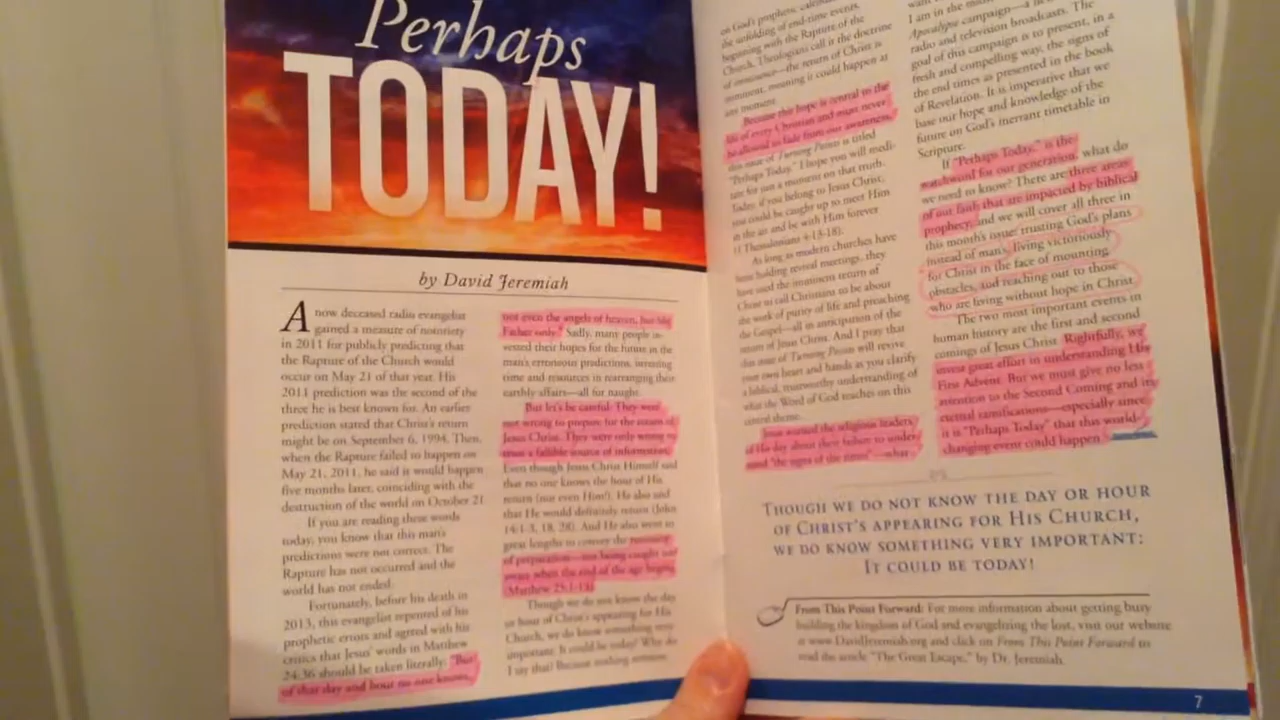 Perhaps
TODAY!
by David Jeremiah
A now deceased radio evangelist
gained a measure of notoriety
in 2011 for publicly predicting that
the Rapture of the Church would
occur on May 21 of that year. His
2011 prediction was the second of the
three he is best known for. An earlier
prediction stated that Christ's return
might be on September 6, 1994. Then,
when the Rapture failed to happen on
May 21, 2011, he said it would happen
five months later, coinciding with the
destruction of the world on October 21.
If you are reading these words
today, you know that this man's
predictions were not correct. The
Rapture has not occurred and the
world has not ended.
Fortunately, before his death in
2013, this evangelist repented of his
prophetic errors and agreed with his
critics that Jesus' words in Matthew
24:36 should be taken literally: "But
of that day and hour no one knows,
not even the angels of heaven, but My
Father only." Sadly, many people in-
vested their hopes for the future in the
man's erroneous predictions, investing
time and resources in rearranging their
earthly affairs—all for naught.
But let's be careful: They were
not wrong to prepare for the return of
Jesus Christ. They were only wrong to
trust a fallible source of information.
Even though Jesus Christ Himself said
that no one knows the hour of His
return (not even Him!), He also said
that He would definitely return (John
14:1-3, 18, 28). And He also went to
great lengths to convey the
of preparation—not being caught
when the end of the age begins
(Matthew 25:1-13).
Though we do not know the day
or hour of Christ's appearing for His
Church, we do know something very
important: It could be today! Why do
I say that? Because nothing
on God's prophetic
the unfolding of end-time events,
beginning with the Rapture of the
Church. Theologians call it the doctrine
of imminence—the return of Christ is
imminent, meaning it could happen at
any moment.
Because this hope is central to the
life of every Christian and must never
be allowed to fade from our awareness,
this issue of Turning Points is titled
"Perhaps Today." I hope you will medi-
tate for just a moment on that truth.
Today, if you belong to Jesus Christ,
you could be caught up to meet Him
in the air and be with Him forever
(1 Thessalonians 4:13-18).
As long as modern churches have
been holding revival meetings, they
have used the imminent return of
Christ to call Christians to be about
the work of purity of life and preaching
the Gospel—all in anticipation of the
return of Jesus Christ. And I pray that
this issue of Turning Points will revive
your own heart and hands as you clarify
a biblical, trustworthy understanding of
what the Word of God teaches on this
central theme.
Jesus warned the religious leaders
of His day about their failure to under-
stand "the signs of the times"—what
I am in the
Apocalypse campaign—a
radio and television broadcasts. The
goal of this campaign is to present, in a
fresh and compelling way, the signs of
the end times as presented in the book
of Revelation. It is imperative that we
base our hope and knowledge of the
future on God's inerrant timetable in
Scripture.
If "Perhaps Today," is the
watchword for our generation, what do
we need to know? There are three areas
of our faith that are impacted by biblical
prophecy, and we will cover all three in
this month's issue: trusting God's plans
instead of man's, living victoriously
for Christ in the face of mounting
obstacles, and reaching out to those
who are living without hope in Christ.
The two most important events in
human history are the first and second
comings of Jesus Christ. Rightfully, we
invest great effort in understanding His
First Advent. But we must give no less
attention to the Second Coming and its
eternal ramifications—especially since
it is "Perhaps Today" that this world-
changing event could happen.
THOUGH WE DO NOT KNOW THE DAY OR HOUR
OF CHRIST'S APPEARING FOR HIS CHURCH,
WE DO KNOW SOMETHING VERY IMPORTANT:
IT COULD BE TODAY!
From This Point Forward: For more information about getting busy
building the kingdom of God and evangelizing the lost, visit our website
at www.DavidJeremiah.org and click on From This Point Forward to
read the article "The Great Escape," by Dr. Jeremiah.
7